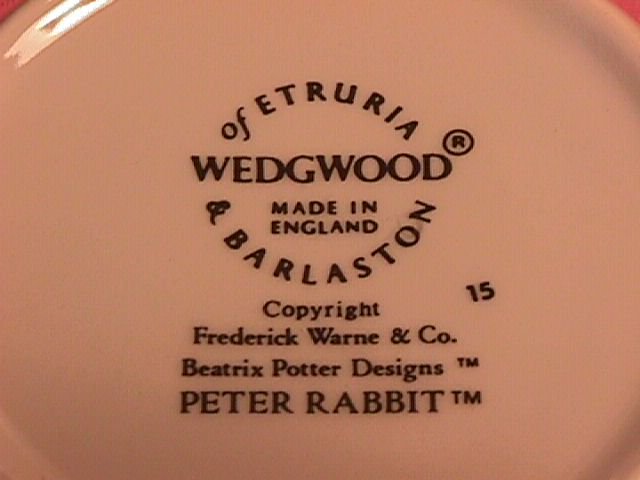 of ETRURIA
WEDGWOOD®
MADE IN
ENGLAND
& BARLASTON
15
Copyright
Frederick Warne & Co.
Beatrix Potter Designs ™
PETER RABBIT™